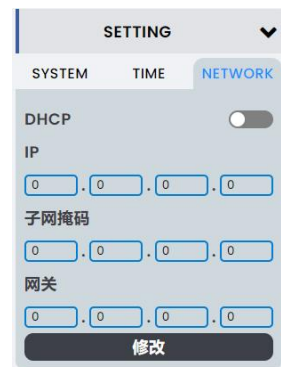 SETTING
SYSTEM TIME NETWORK
DHCP
IP
0 . 0 . 0 . 0
子网掩码
0 . 0 . 0 . 0
网关
0 . 0 . 0 . 0
修改